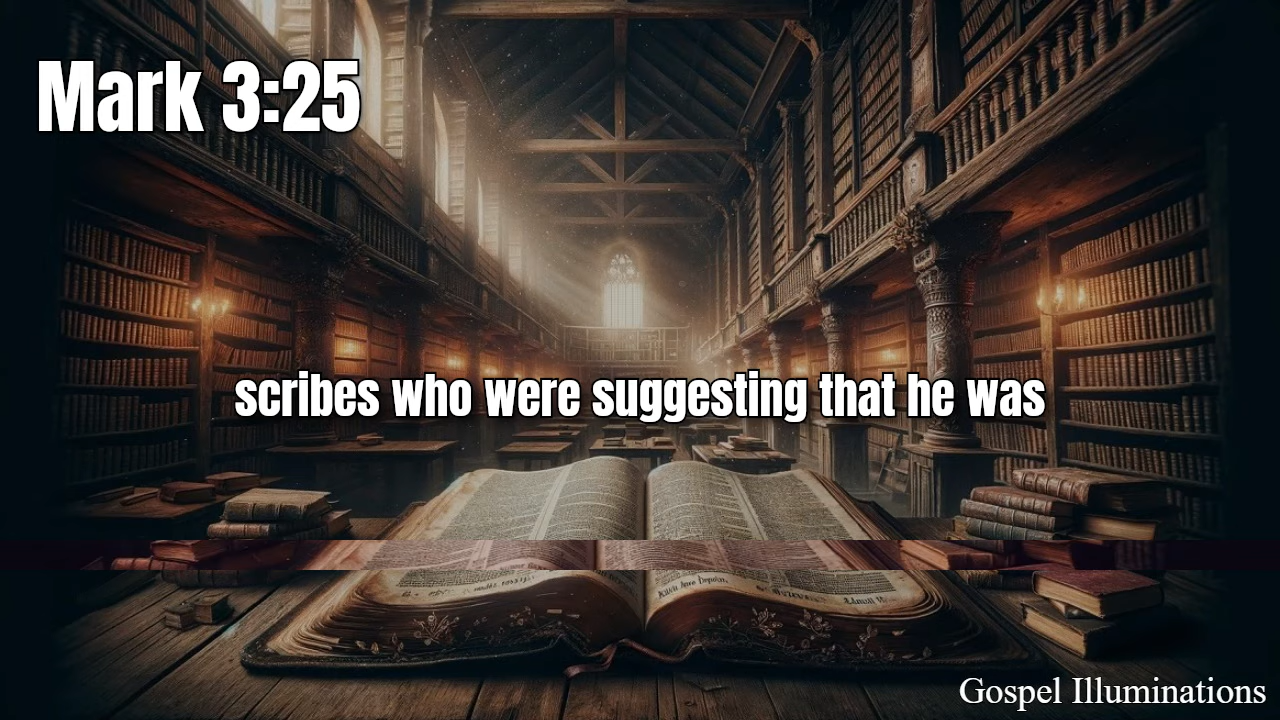 Mark 3:25
scribes who were suggesting that he was
Gospel Illuminations